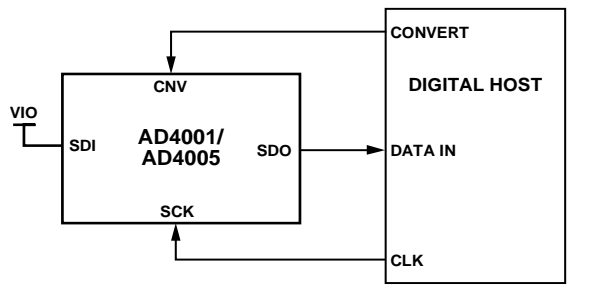 CONVERT
CNV
DIGITAL HOST
VIO
SDI
AD4001/
AD4005
SDO
DATA IN
SCK
CLK